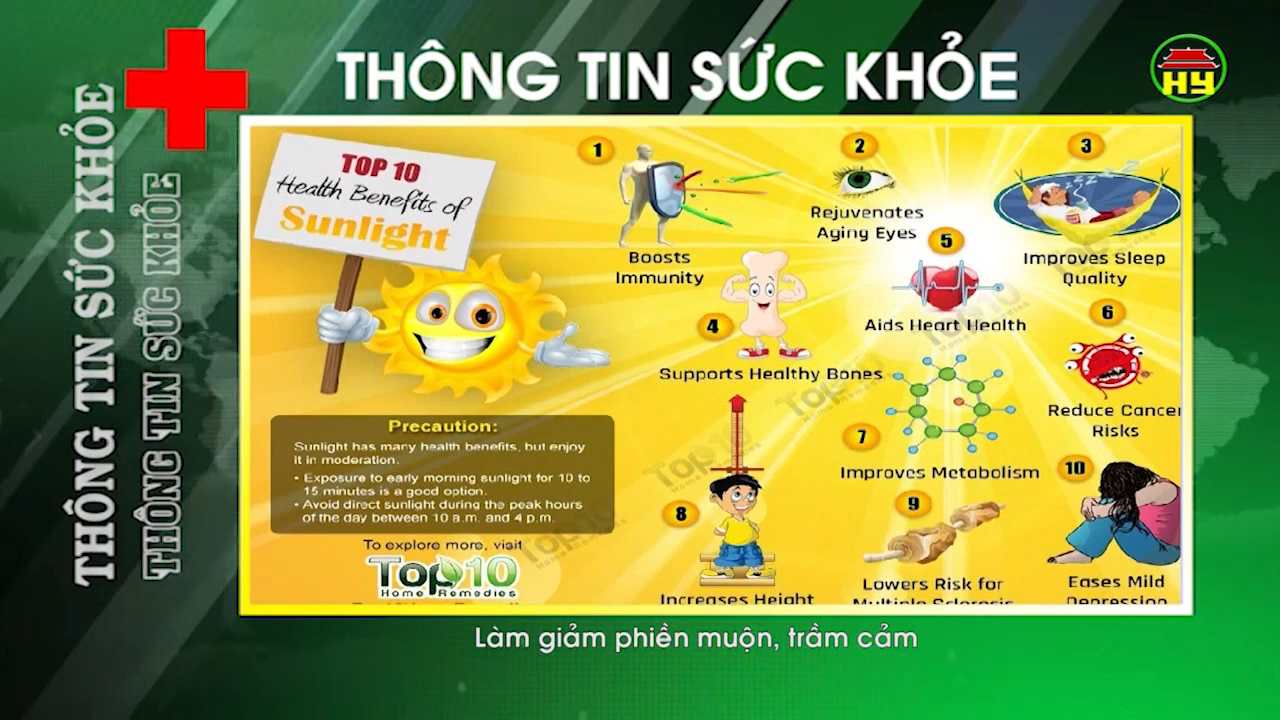 THÔNG TIN SỨC KHỎE
THÔNG TIN SỨC KHỎE
THÔNG TIN SỨC KHỎE
HY
TOP 10
Health Benefits of
Sunlight
1
Boosts
Immunity
2
Rejuvenates
Aging Eyes
3
Improves Sleep
Quality
4
Supports Healthy Bones
5
Aids Heart Health
6
Reduce Cancer
Risks
7
Improves Metabolism
8
Increases Height
9
Lowers Risk for
Multiple Sclerosis
10
Eases Mild
Depression
Precaution:
Sunlight has many health benefits, but enjoy
it in moderation.
• Exposure to early morning sunlight for 10 to
15 minutes is a good option.
• Avoid direct sunlight during the peak hours
of the day between 10 a.m. and 4 p.m.
To explore more, visit
Top10
Home Remedies
Làm giảm phiền muộn, trầm cảm